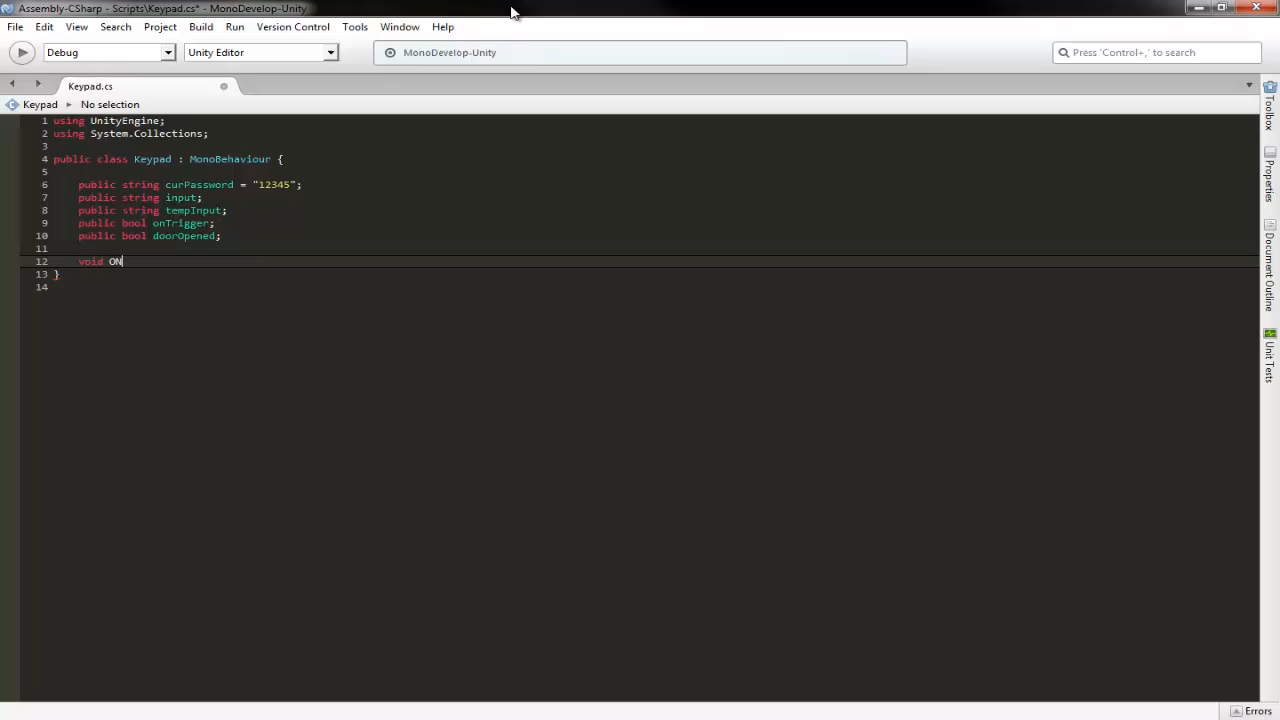 Assembly-CSharp - Scripts\Keypad.cs* - MonoDevelop-Unity
File Edit View Search Project Build Run Version Control Tools Window Help
Debug Unity Editor MonoDevelop-Unity Press 'Control+,' to search
Keypad.cs
Keypad No selection
1 using UnityEngine;
2 using System.Collections;
3
4 public class Keypad : MonoBehaviour {
5
6 public string curPassword = "12345";
7 public string input;
8 public string tempInput;
9 public bool onTrigger;
10 public bool doorOpened;
11
12 void ON
13 }
14
Toolbox
Properties
Document Outline
Unit Tests
Errors